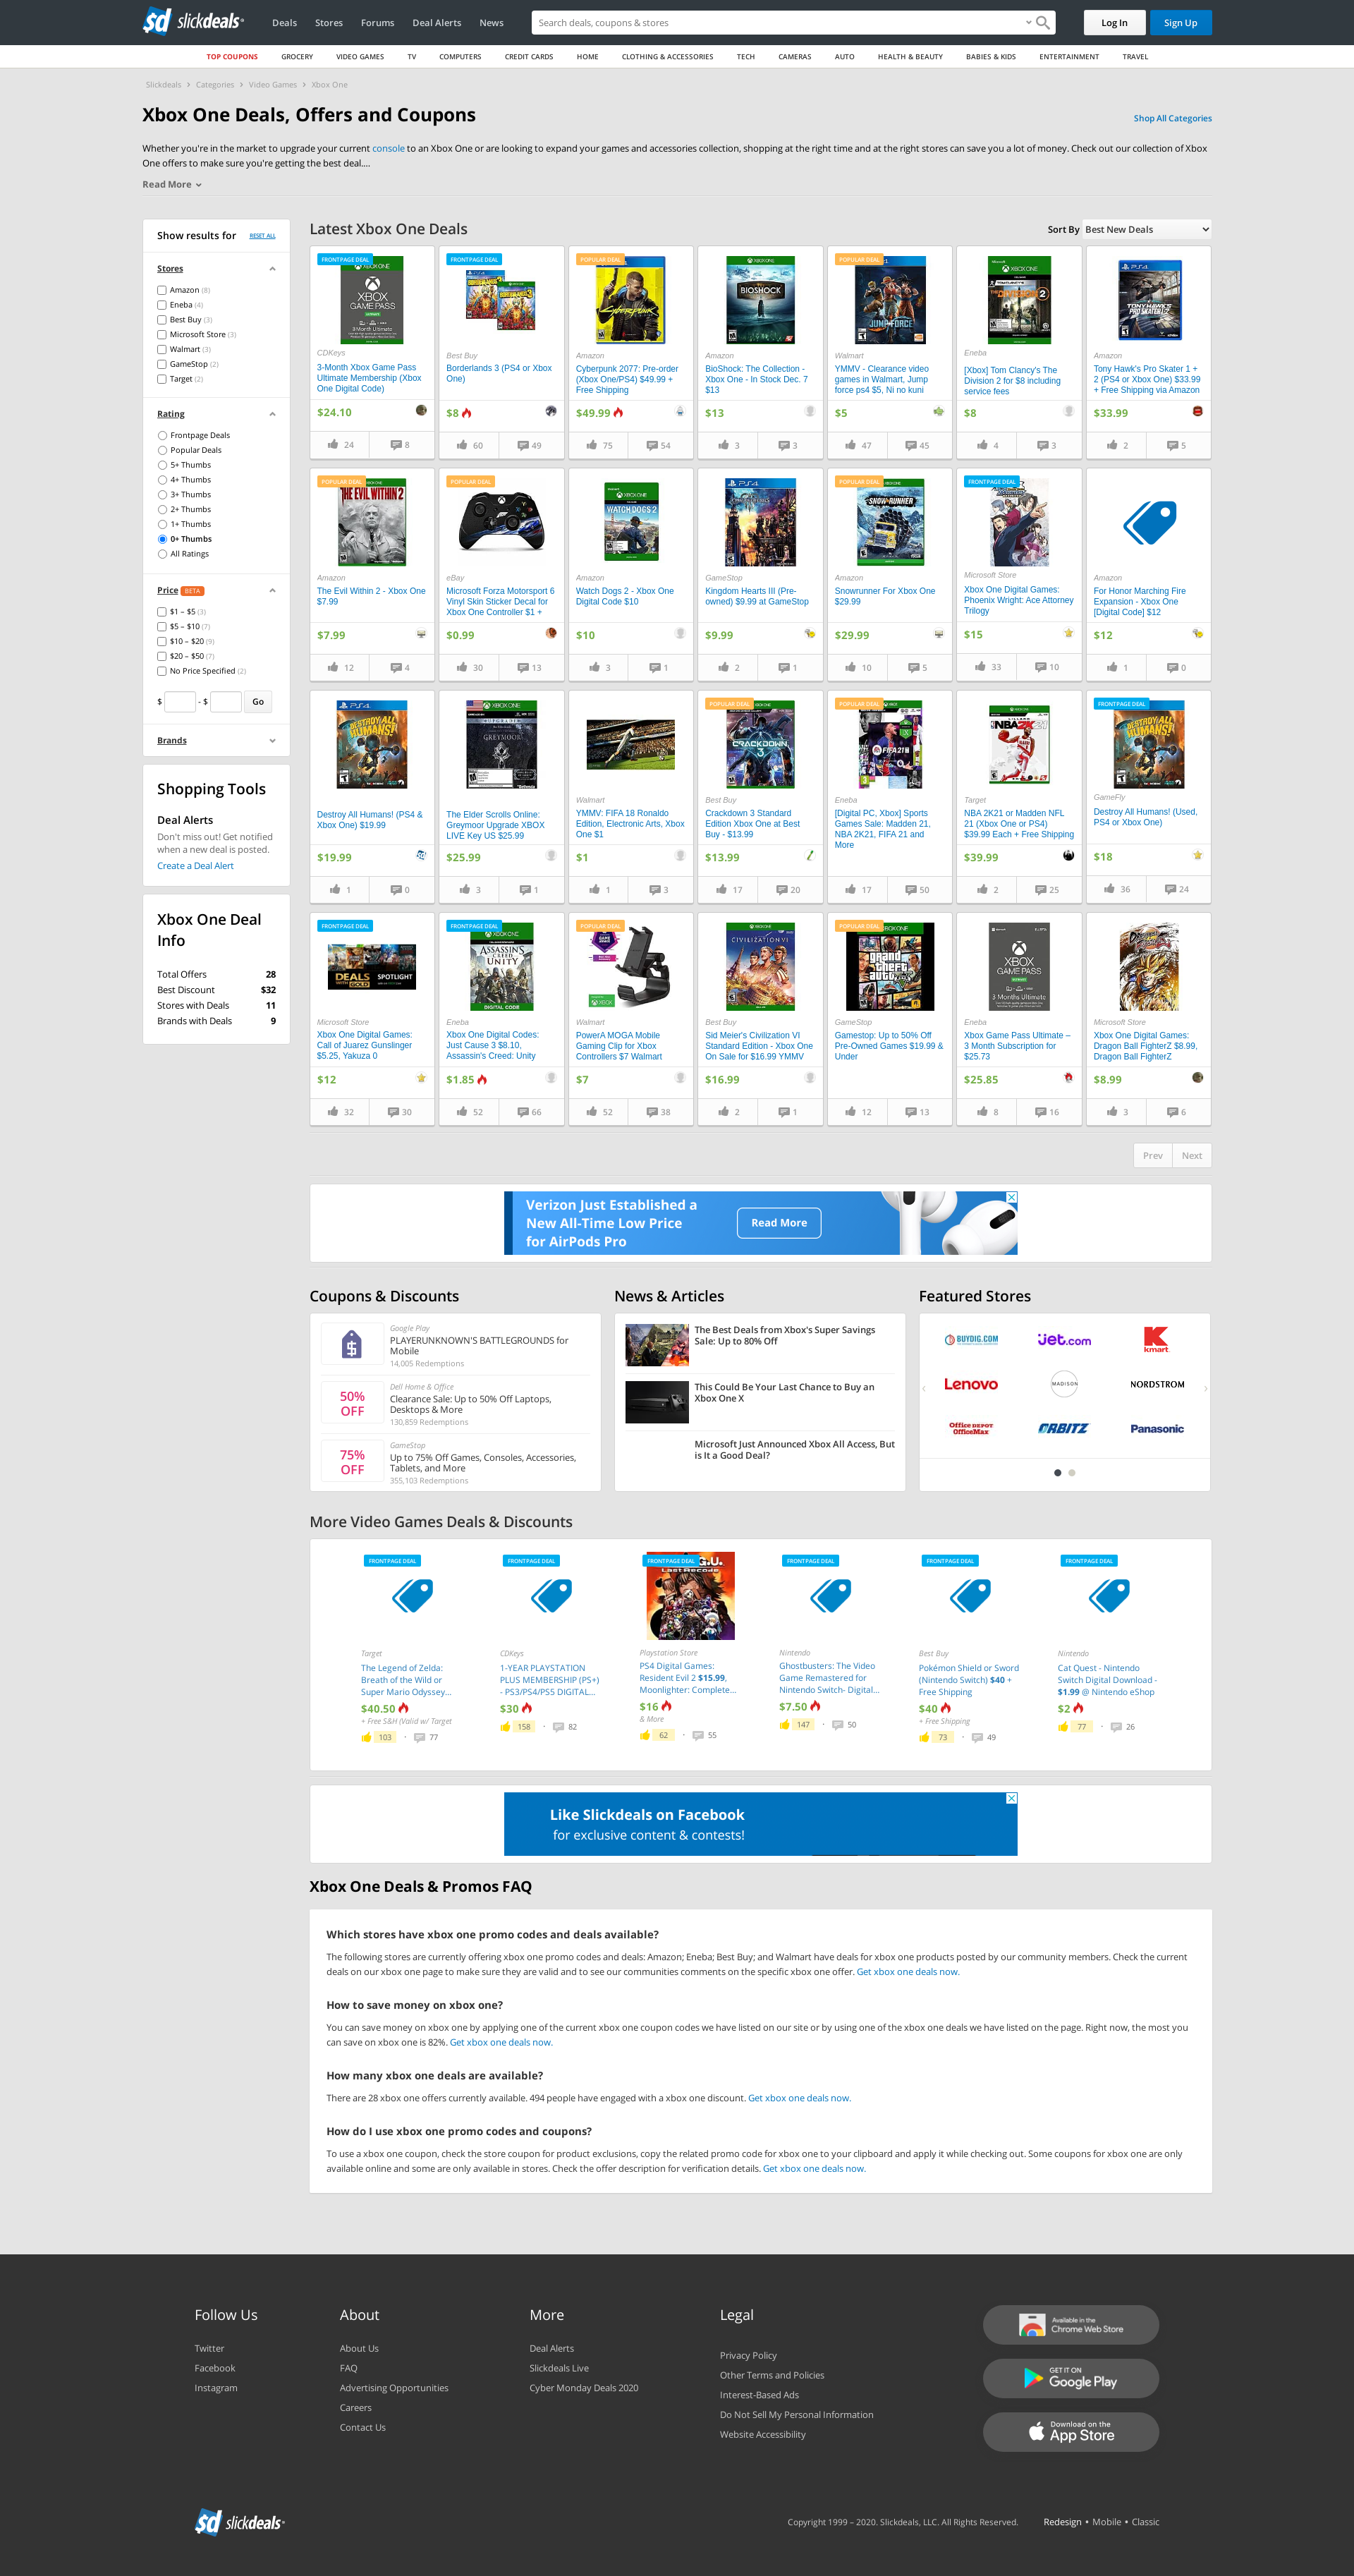 slickdeals
Deals
Stores
Forums
Deal Alerts
News
Search deals, coupons & stores
Log In
Sign Up
TOP COUPONS
GROCERY
VIDEO GAMES
TV
COMPUTERS
CREDIT CARDS
HOME
CLOTHING & ACCESSORIES
TECH
CAMERAS
AUTO
HEALTH & BEAUTY
BABIES & KIDS
ENTERTAINMENT
TRAVEL
Slickdeals > Categories > Video Games > Xbox One
Xbox One Deals, Offers and Coupons
Shop All Categories
Whether you're in the market to upgrade your current console to an Xbox One or are looking to expand your games and accessories collection, shopping at the right time and at the right stores can save you a lot of money. Check out our collection of Xbox
One offers to make sure you're getting the best deal....
Read More
Show results for
RESET ALL
Stores
Amazon (8)
Eneba (4)
Best Buy (3)
Microsoft Store (3)
Walmart (3)
GameStop (2)
Target (2)
Rating
Frontpage Deals
Popular Deals
5+ Thumbs
4+ Thumbs
3+ Thumbs
2+ Thumbs
1+ Thumbs
0+ Thumbs
All Ratings
Price BETA
$1 – $5 (3)
$5 – $10 (7)
$10 – $20 (9)
$20 – $50 (7)
No Price Specified (2)
$ - $ Go
Brands
Shopping Tools
Deal Alerts
Don't miss out! Get notified
when a new deal is posted.
Create a Deal Alert
Xbox One Deal
Info
Total Offers 28
Best Discount $32
Stores with Deals 11
Brands with Deals 9
Latest Xbox One Deals
Sort By Best New Deals
FRONTPAGE DEAL
CDKeys
3-Month Xbox Game Pass
Ultimate Membership (Xbox
One Digital Code)
$24.10
24 8
FRONTPAGE DEAL
Best Buy
Borderlands 3 (PS4 or Xbox
One)
$8
60 49
POPULAR DEAL
Amazon
Cyberpunk 2077: Pre-order
(Xbox One/PS4) $49.99 +
Free Shipping
$49.99
75 54
Amazon
BioShock: The Collection -
Xbox One - In Stock Dec. 7
$13
$13
3 3
POPULAR DEAL
Walmart
YMMV - Clearance video
games in Walmart, Jump
force ps4 $5, Ni no kuni
$5
47 45
Eneba
[Xbox] Tom Clancy's The
Division 2 for $8 including
service fees
$8
4 3
Amazon
Tony Hawk's Pro Skater 1 +
2 (PS4 or Xbox One) $33.99
+ Free Shipping via Amazon
$33.99
2 5
POPULAR DEAL
Amazon
The Evil Within 2 - Xbox One
$7.99
$7.99
12 4
POPULAR DEAL
eBay
Microsoft Forza Motorsport 6
Vinyl Skin Sticker Decal for
Xbox One Controller $1 +
$0.99
30 13
Amazon
Watch Dogs 2 - Xbox One
Digital Code $10
$10
3 1
GameStop
Kingdom Hearts III (Pre-
owned) $9.99 at GameStop
$9.99
2 1
POPULAR DEAL
Amazon
Snowrunner For Xbox One
$29.99
$29.99
10 5
FRONTPAGE DEAL
Microsoft Store
Xbox One Digital Games:
Phoenix Wright: Ace Attorney
Trilogy
$15
33 10
Amazon
For Honor Marching Fire
Expansion - Xbox One
[Digital Code] $12
$12
1 0
Destroy All Humans! (PS4 &
Xbox One) $19.99
$19.99
1 0
The Elder Scrolls Online:
Greymoor Upgrade XBOX
LIVE Key US $25.99
$25.99
3 1
Walmart
YMMV: FIFA 18 Ronaldo
Edition, Electronic Arts, Xbox
One $1
$1
1 3
POPULAR DEAL
Best Buy
Crackdown 3 Standard
Edition Xbox One at Best
Buy - $13.99
$13.99
17 20
POPULAR DEAL
Eneba
[Digital PC, Xbox] Sports
Games Sale: Madden 21,
NBA 2K21, FIFA 21 and
More
17 50
Target
NBA 2K21 or Madden NFL
21 (Xbox One or PS4)
$39.99 Each + Free Shipping
$39.99
2 25
FRONTPAGE DEAL
GameFly
Destroy All Humans! (Used,
PS4 or Xbox One)
$18
36 24
FRONTPAGE DEAL
DEALS SPOTLIGHT
Microsoft Store
Xbox One Digital Games:
Call of Juarez Gunslinger
$5.25, Yakuza 0
$12
32 30
FRONTPAGE DEAL
Eneba
Xbox One Digital Codes:
Just Cause 3 $8.10,
Assassin's Creed: Unity
$1.85
52 66
POPULAR DEAL
Walmart
PowerA MOGA Mobile
Gaming Clip for Xbox
Controllers $7 Walmart
$7
52 38
Best Buy
Sid Meier's Civilization VI
Standard Edition - Xbox One
On Sale for $16.99 YMMV
$16.99
2 1
POPULAR DEAL
GameStop
Gamestop: Up to 50% Off
Pre-Owned Games $19.99 &
Under
12 13
Eneba
Xbox Game Pass Ultimate –
3 Month Subscription for
$25.73
$25.85
8 16
Microsoft Store
Xbox One Digital Games:
Dragon Ball FighterZ $8.99,
Dragon Ball FighterZ
$8.99
3 6
Prev Next
Verizon Just Established a
New All-Time Low Price
for AirPods Pro
Read More
Coupons & Discounts
Google Play
PLAYERUNKNOWN'S BATTLEGROUNDS for
Mobile
14,005 Redemptions
50%
OFF
Dell Home & Office
Clearance Sale: Up to 50% Off Laptops,
Desktops & More
130,859 Redemptions
75%
OFF
GameStop
Up to 75% Off Games, Consoles, Accessories,
Tablets, and More
355,103 Redemptions
News & Articles
The Best Deals from Xbox's Super Savings
Sale: Up to 80% Off
This Could Be Your Last Chance to Buy an
Xbox One X
Microsoft Just Announced Xbox All Access, But
is It a Good Deal?
Featured Stores
BUYDIG.COM
Jet.com
kmart
Lenovo
MADISON
NORDSTROM
Office DEPOT
OfficeMax
ORBITZ
Panasonic
More Video Games Deals & Discounts
FRONTPAGE DEAL
Target
The Legend of Zelda:
Breath of the Wild or
Super Mario Odyssey...
$40.50
+ Free S&H (Valid w/ Target
103 · 77
FRONTPAGE DEAL
CDKeys
1-YEAR PLAYSTATION
PLUS MEMBERSHIP (PS+)
- PS3/PS4/PS5 DIGITAL...
$30
158 · 82
FRONTPAGE DEAL
Playstation Store
PS4 Digital Games:
Resident Evil 2 $15.99,
Moonlighter: Complete...
$16
& More
62 · 55
FRONTPAGE DEAL
Nintendo
Ghostbusters: The Video
Game Remastered for
Nintendo Switch- Digital...
$7.50
147 · 50
FRONTPAGE DEAL
Best Buy
Pokémon Shield or Sword
(Nintendo Switch) $40 +
Free Shipping
$40
+ Free Shipping
73 · 49
FRONTPAGE DEAL
Nintendo
Cat Quest - Nintendo
Switch Digital Download -
$1.99 @ Nintendo eShop
$2
77 · 26
Like Slickdeals on Facebook
for exclusive content & contests!
Xbox One Deals & Promos FAQ
Which stores have xbox one promo codes and deals available?
The following stores are currently offering xbox one promo codes and deals: Amazon; Eneba; Best Buy; and Walmart have deals for xbox one products posted by our community members. Check the current
deals on our xbox one page to make sure they are valid and to see our communities comments on the specific xbox one offer. Get xbox one deals now.
How to save money on xbox one?
You can save money on xbox one by applying one of the current xbox one coupon codes we have listed on our site or by using one of the xbox one deals we have listed on the page. Right now, the most you
can save on xbox one is 82%. Get xbox one deals now.
How many xbox one deals are available?
There are 28 xbox one offers currently available. 494 people have engaged with a xbox one discount. Get xbox one deals now.
How do I use xbox one promo codes and coupons?
To use a xbox one coupon, check the store coupon for product exclusions, copy the related promo code for xbox one to your clipboard and apply it while checking out. Some coupons for xbox one are only
available online and some are only available in stores. Check the offer description for verification details. Get xbox one deals now.
Follow Us
Twitter
Facebook
Instagram
About
About Us
FAQ
Advertising Opportunities
Careers
Contact Us
More
Deal Alerts
Slickdeals Live
Cyber Monday Deals 2020
Legal
Privacy Policy
Other Terms and Policies
Interest-Based Ads
Do Not Sell My Personal Information
Website Accessibility
Available in the
Chrome Web Store
GET IT ON
Google Play
Download on the
App Store
slickdeals
Copyright 1999 – 2020. Slickdeals, LLC. All Rights Reserved.
Redesign • Mobile • Classic